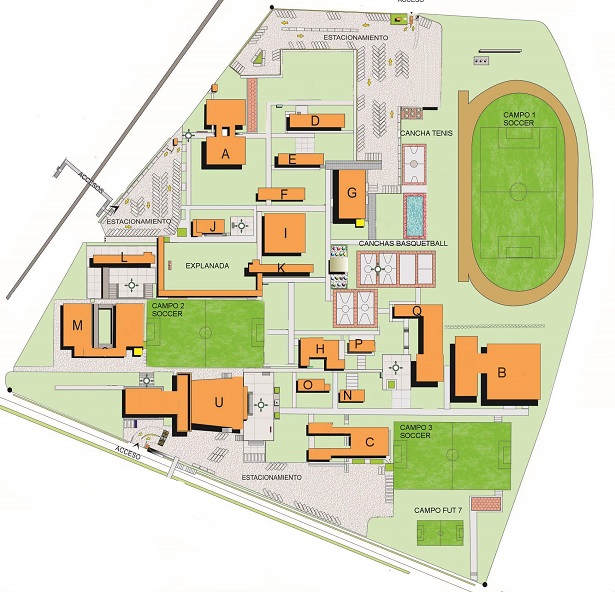 ACCESO
ESTACIONAMIENTO
CAMPO 1
SOCCER
D
CANCHA TENIS
A
E
ACCESOS
F
G
ESTACIONAMIENTO
J
I
CANCHAS BASQUETBALL
L
EXPLANADA
K
CAMPO 2
SOCCER
Q
M
H
P
B
O
N
U
CAMPO 3
SOCCER
C
ACCESO
ESTACIONAMIENTO
CAMPO FUT 7